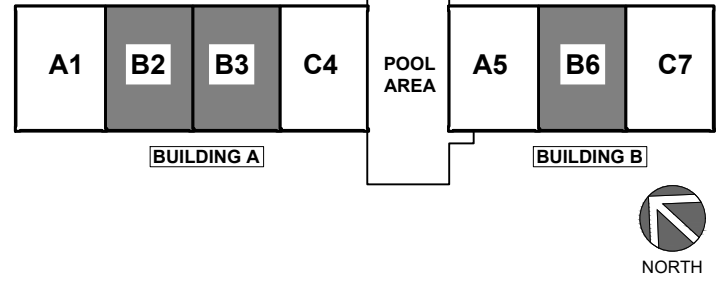 A1
B2
B3
C4
POOL
AREA
A5
B6
C7
BUILDING A
BUILDING B
NORTH